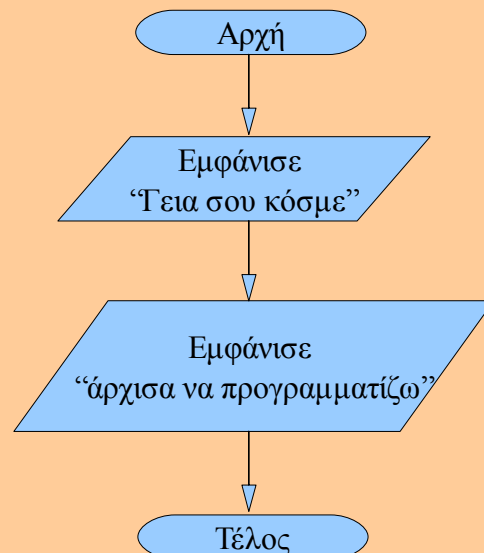 Αρχή
Εμφάνισε
“Γεια σου κόσμε”
Εμφάνισε
“άρχισα να προγραμματίζω”
Τέλος